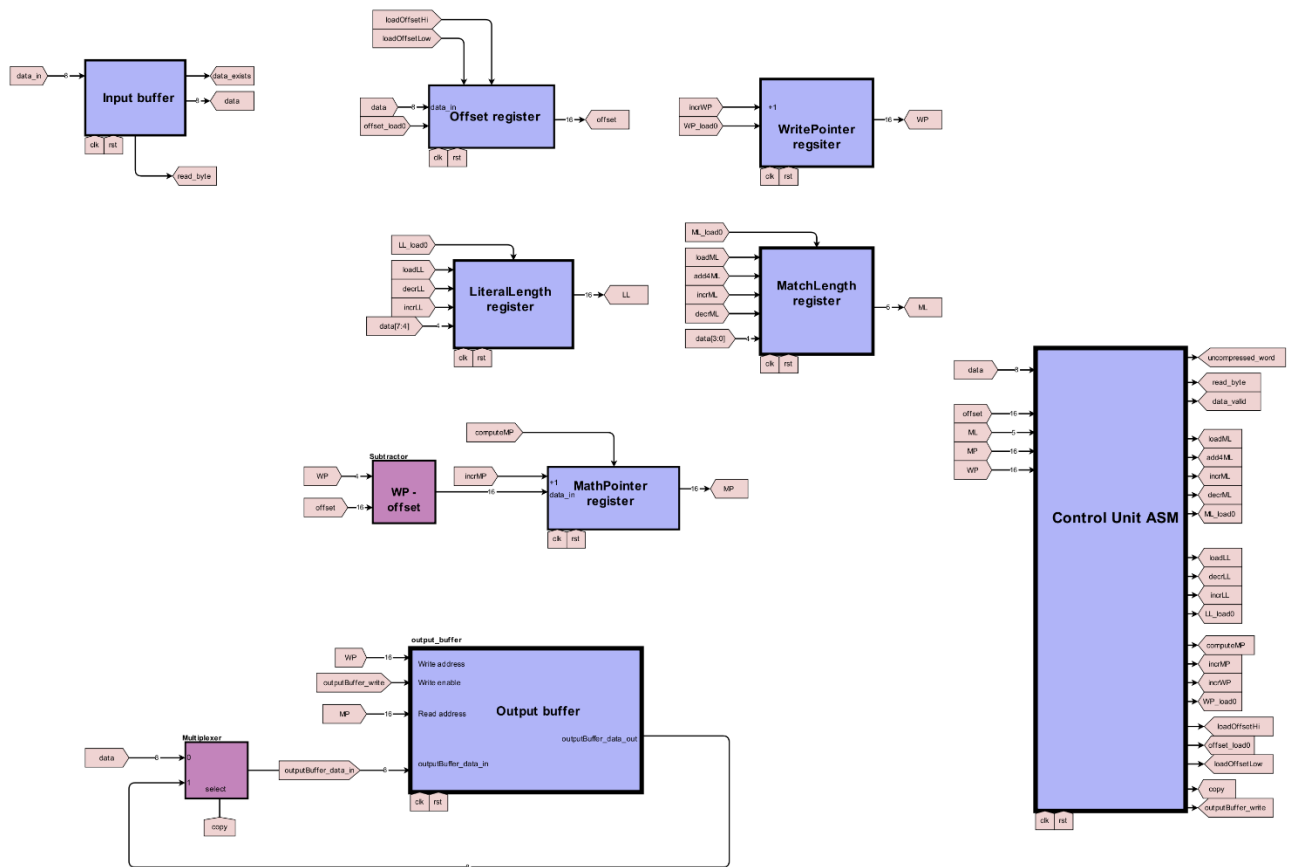 data_in
8
Input buffer
data_exists
8
data
clk
rst
read_byte
loadOffsetHi
loadOffsetLow
data
8
data_in
offset_load0
Offset register
16
offset
clk
rst
incrWP
+1
WP_load0
WritePointer
regsiter
16
WP
clk
rst
LL_load0
loadLL
decrLL
incrLL
data[7:4]
4
LiteralLength
register
16
LL
clk
rst
ML_load0
loadML
add4ML
incrML
decrML
data[3:0]
4
MatchLength
register
5
ML
clk
rst
computeMP
Subtractor
WP
4
offset
16
WP -
offset
incrMP
16
+1
data_in
MathPointer
register
16
MP
clk
rst
output_buffer
WP
16
Write address
outputBuffer_write
Write enable
MP
16
Read address
Output buffer
outputBuffer_data_out
outputBuffer_data_in
8
outputBuffer_data_in
clk
rst
Multiplexer
data
8
0
1
select
copy
8
data
8
offset
16
ML
5
MP
16
WP
16
Control Unit ASM
clk
rst
uncompressed_word
read_byte
data_valid
loadML
add4ML
incrML
decrML
ML_load0
loadLL
decrLL
incrLL
LL_load0
computeMP
incrMP
incrWP
WP_load0
loadOffsetHi
offset_load0
loadOffsetLow
copy
outputBuffer_write